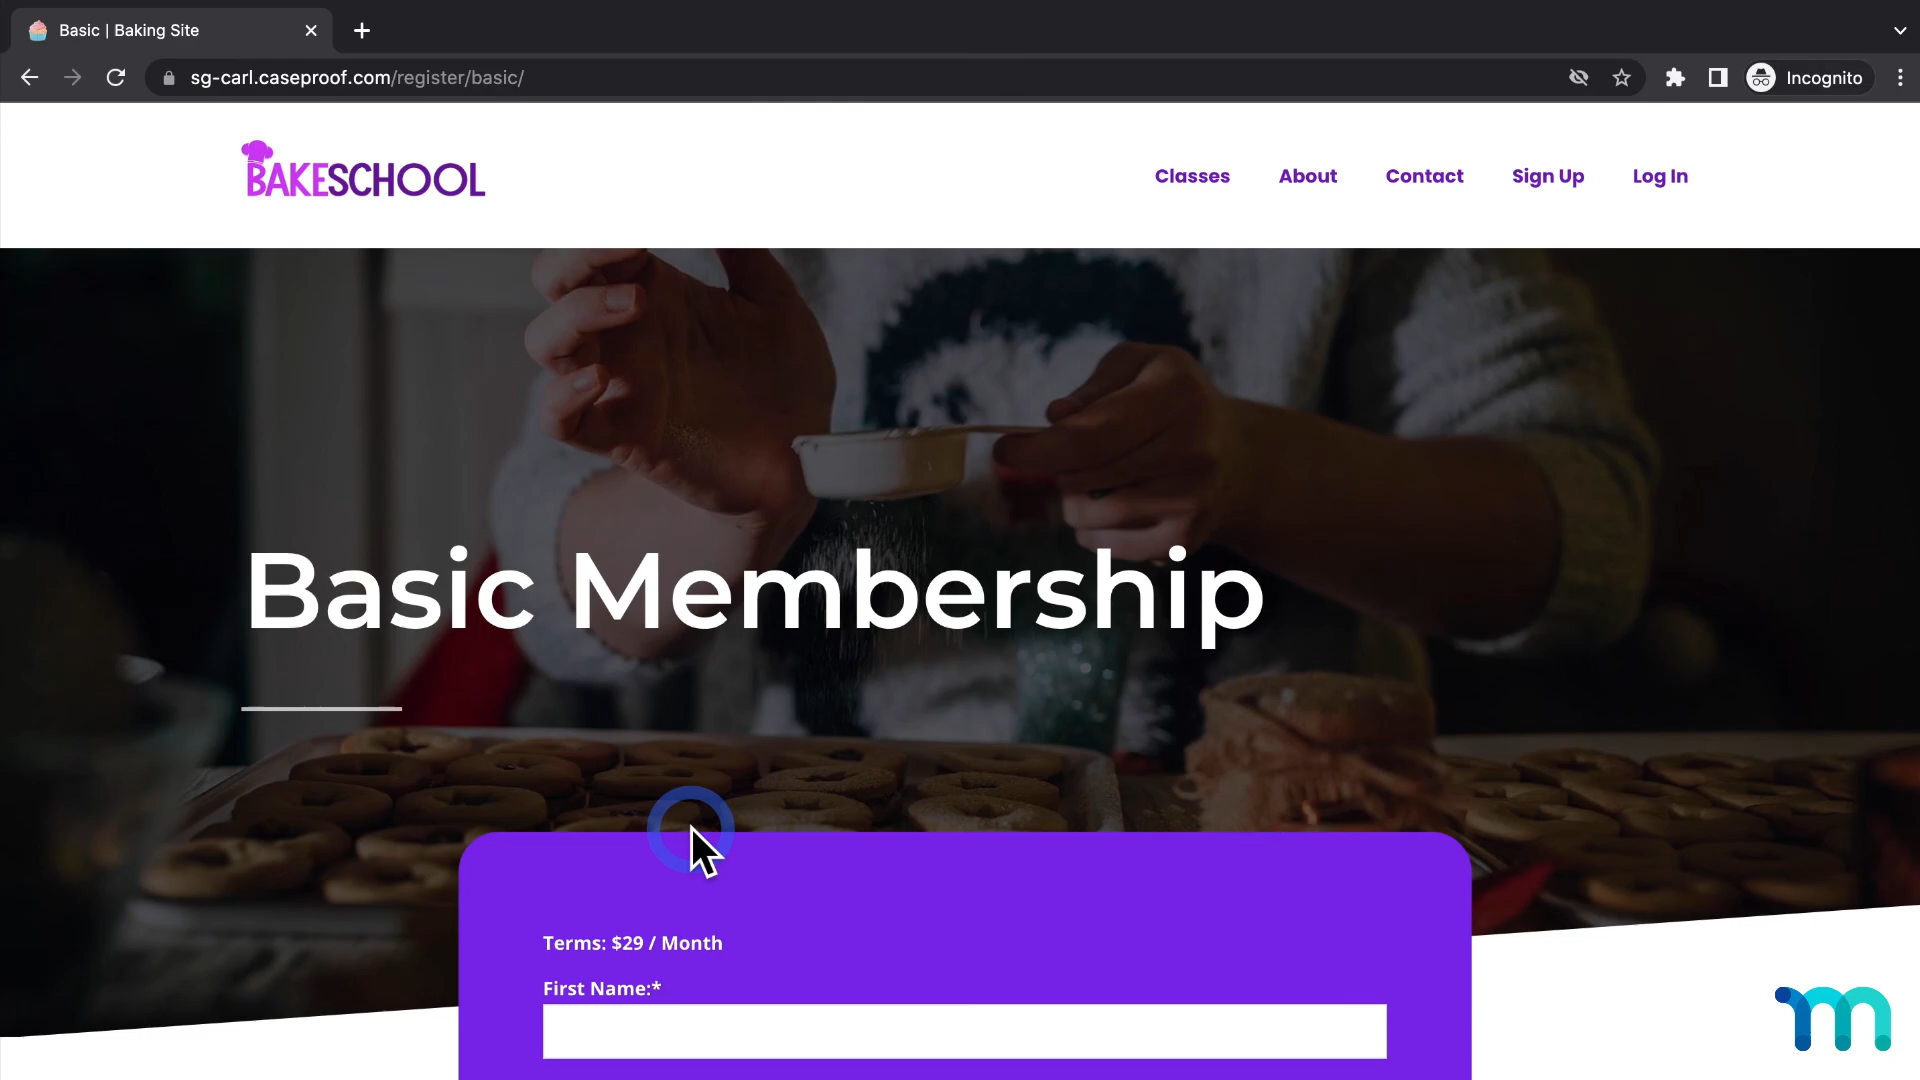 Basic | Baking Site
sg-carl.caseproof.com/register/basic/
Incognito
BAKESCHOOL
Classes
About
Contact
Sign Up
Log In
Basic Membership
Terms: $29 / Month
First Name:*
m